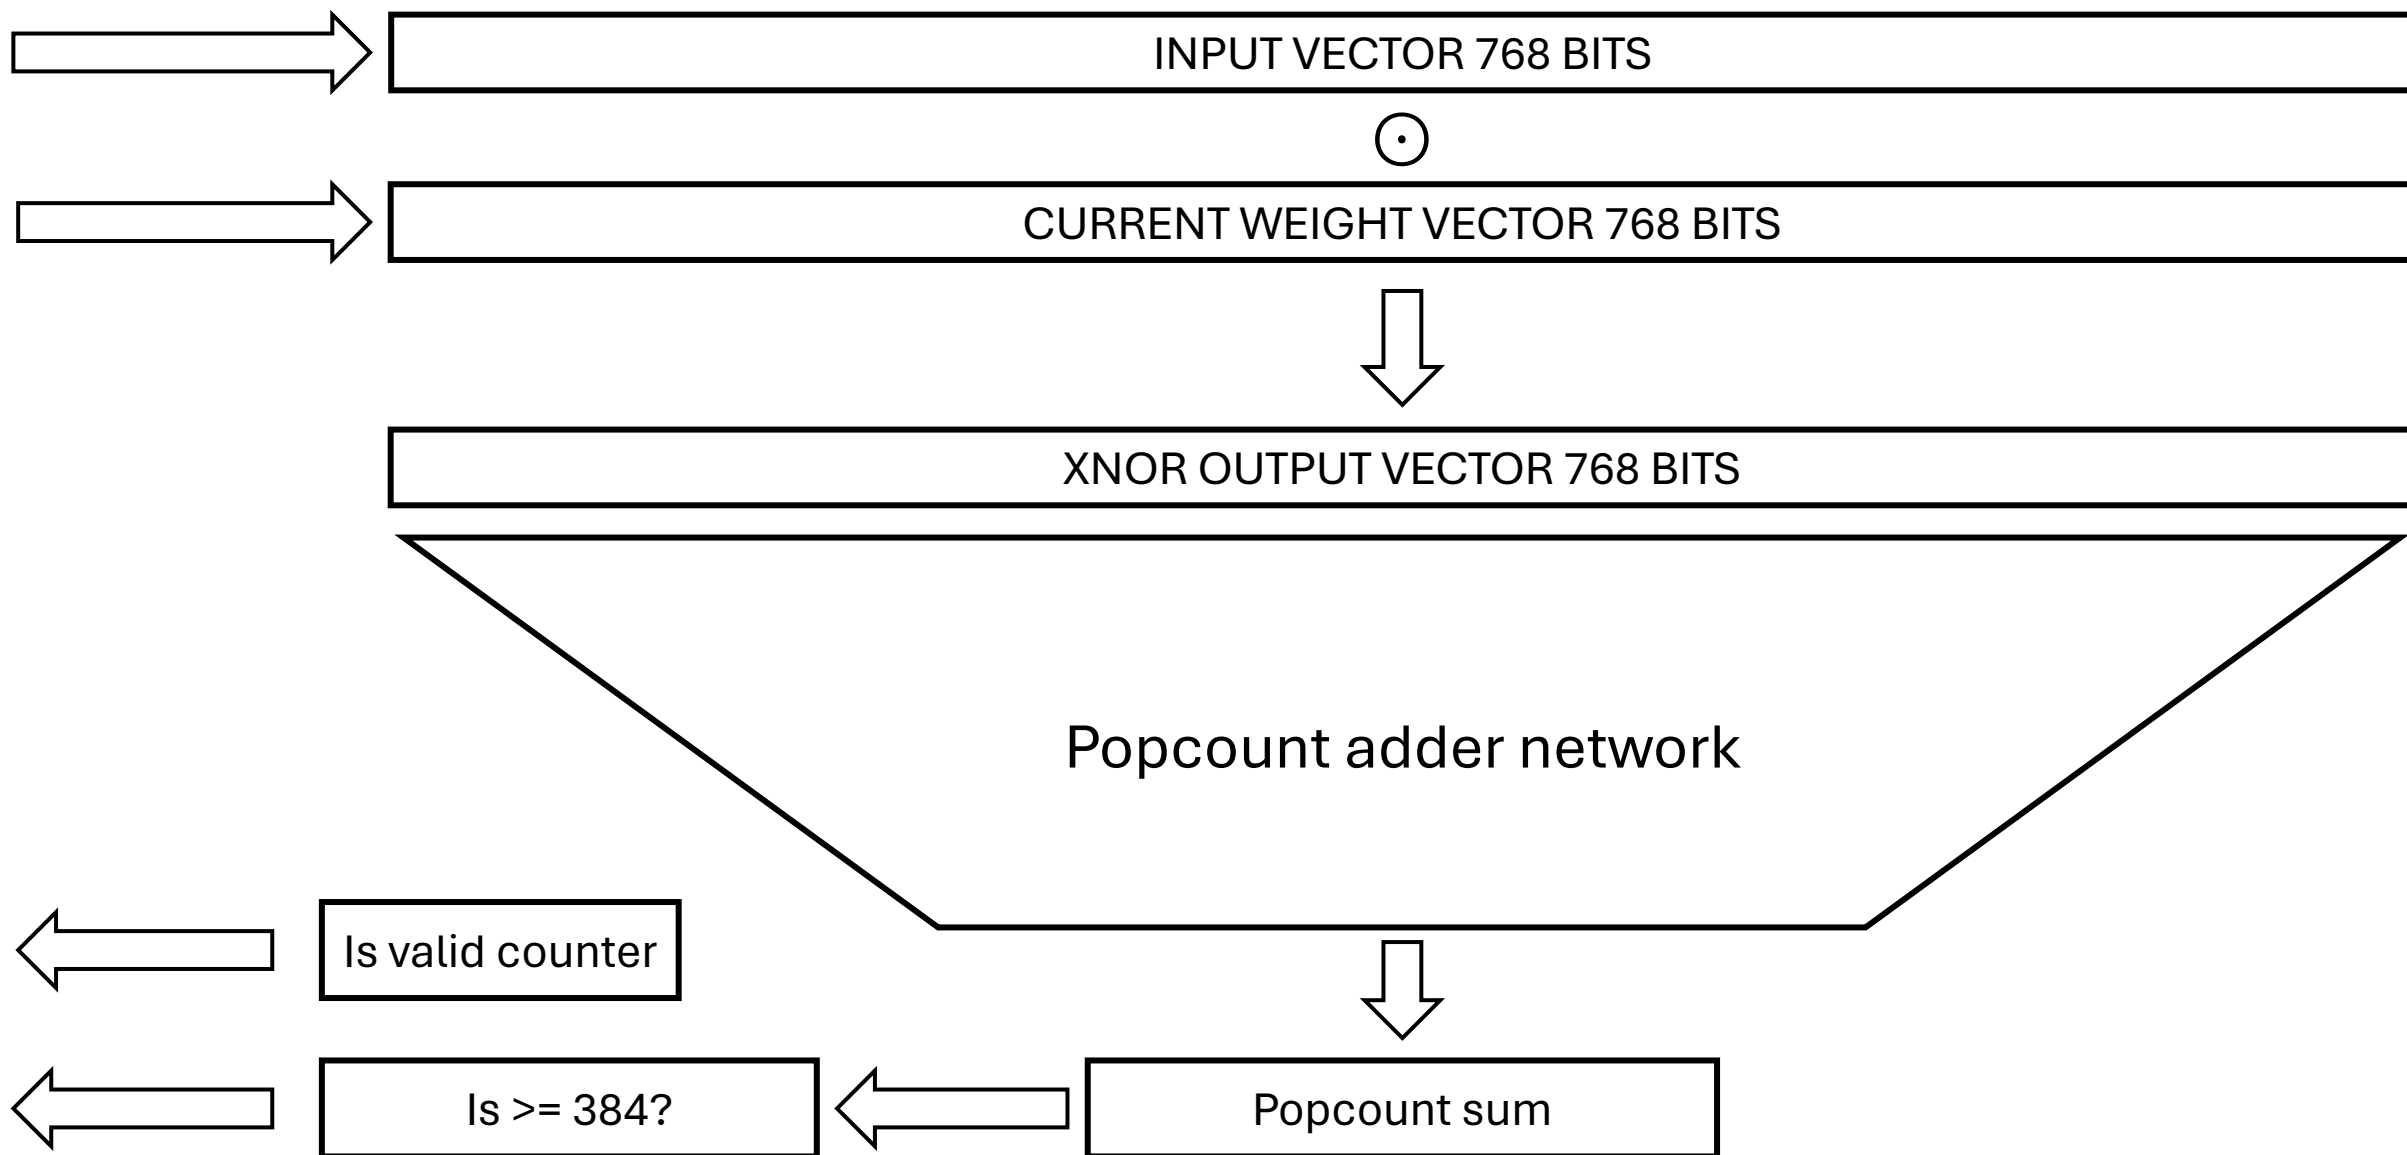 INPUT VECTOR 768 BITS
CURRENT WEIGHT VECTOR 768 BITS
XNOR OUTPUT VECTOR 768 BITS
Popcount adder network
Is valid counter
Is >= 384?
Popcount sum